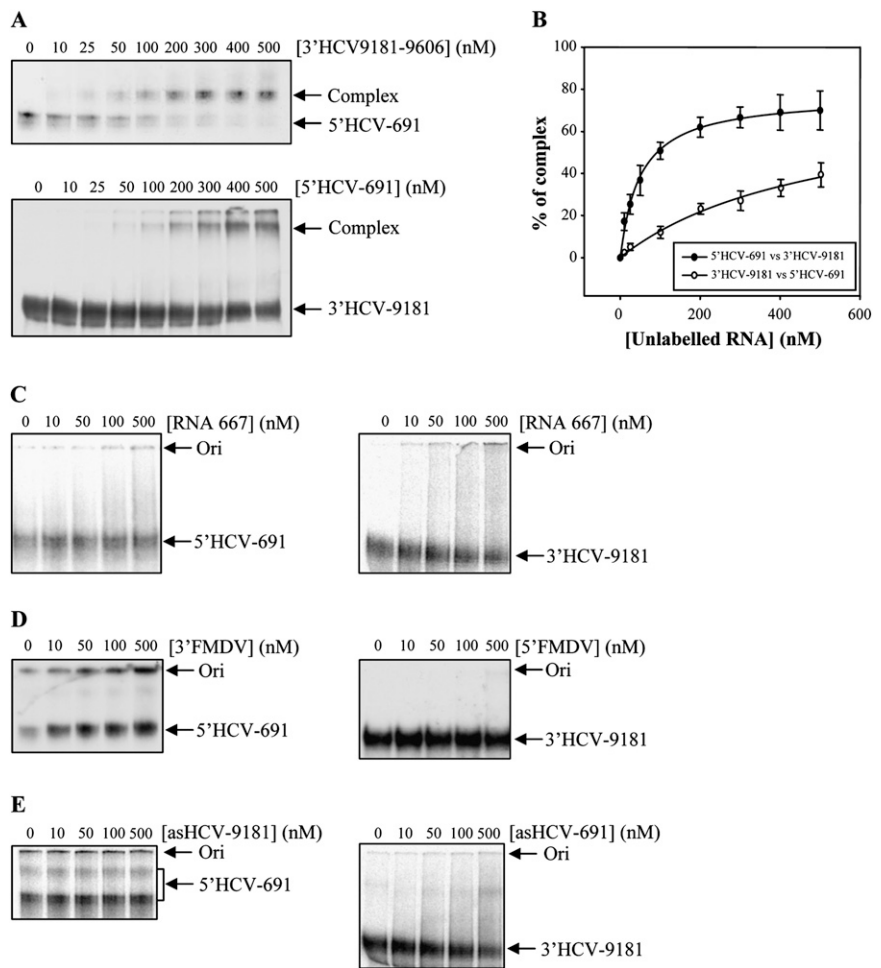 A
0 10 25 50 100 200 300 400 500 [3'HCV9181-9606] (nM)
Complex
5'HCV-691
0 10 25 50 100 200 300 400 500 [5'HCV-691] (nM)
Complex
3'HCV-9181
B
% of complex
100
80
60
40
20
0
5'HCV-691 vs 3'HCV-9181
3'HCV-9181 vs 5'HCV-691
0 200 400 600
[Unlabelled RNA] (nM)
C
0 10 50 100 500 [RNA 667] (nM)
Ori
5'HCV-691
0 10 50 100 500 [RNA 667] (nM)
Ori
3'HCV-9181
D
0 10 50 100 500 [3'FMDV] (nM)
Ori
5'HCV-691
0 10 50 100 500 [5'FMDV] (nM)
Ori
3'HCV-9181
E
0 10 50 100 500 [asHCV-9181] (nM)
Ori
5'HCV-691
0 10 50 100 500 [asHCV-691] (nM)
Ori
3'HCV-9181